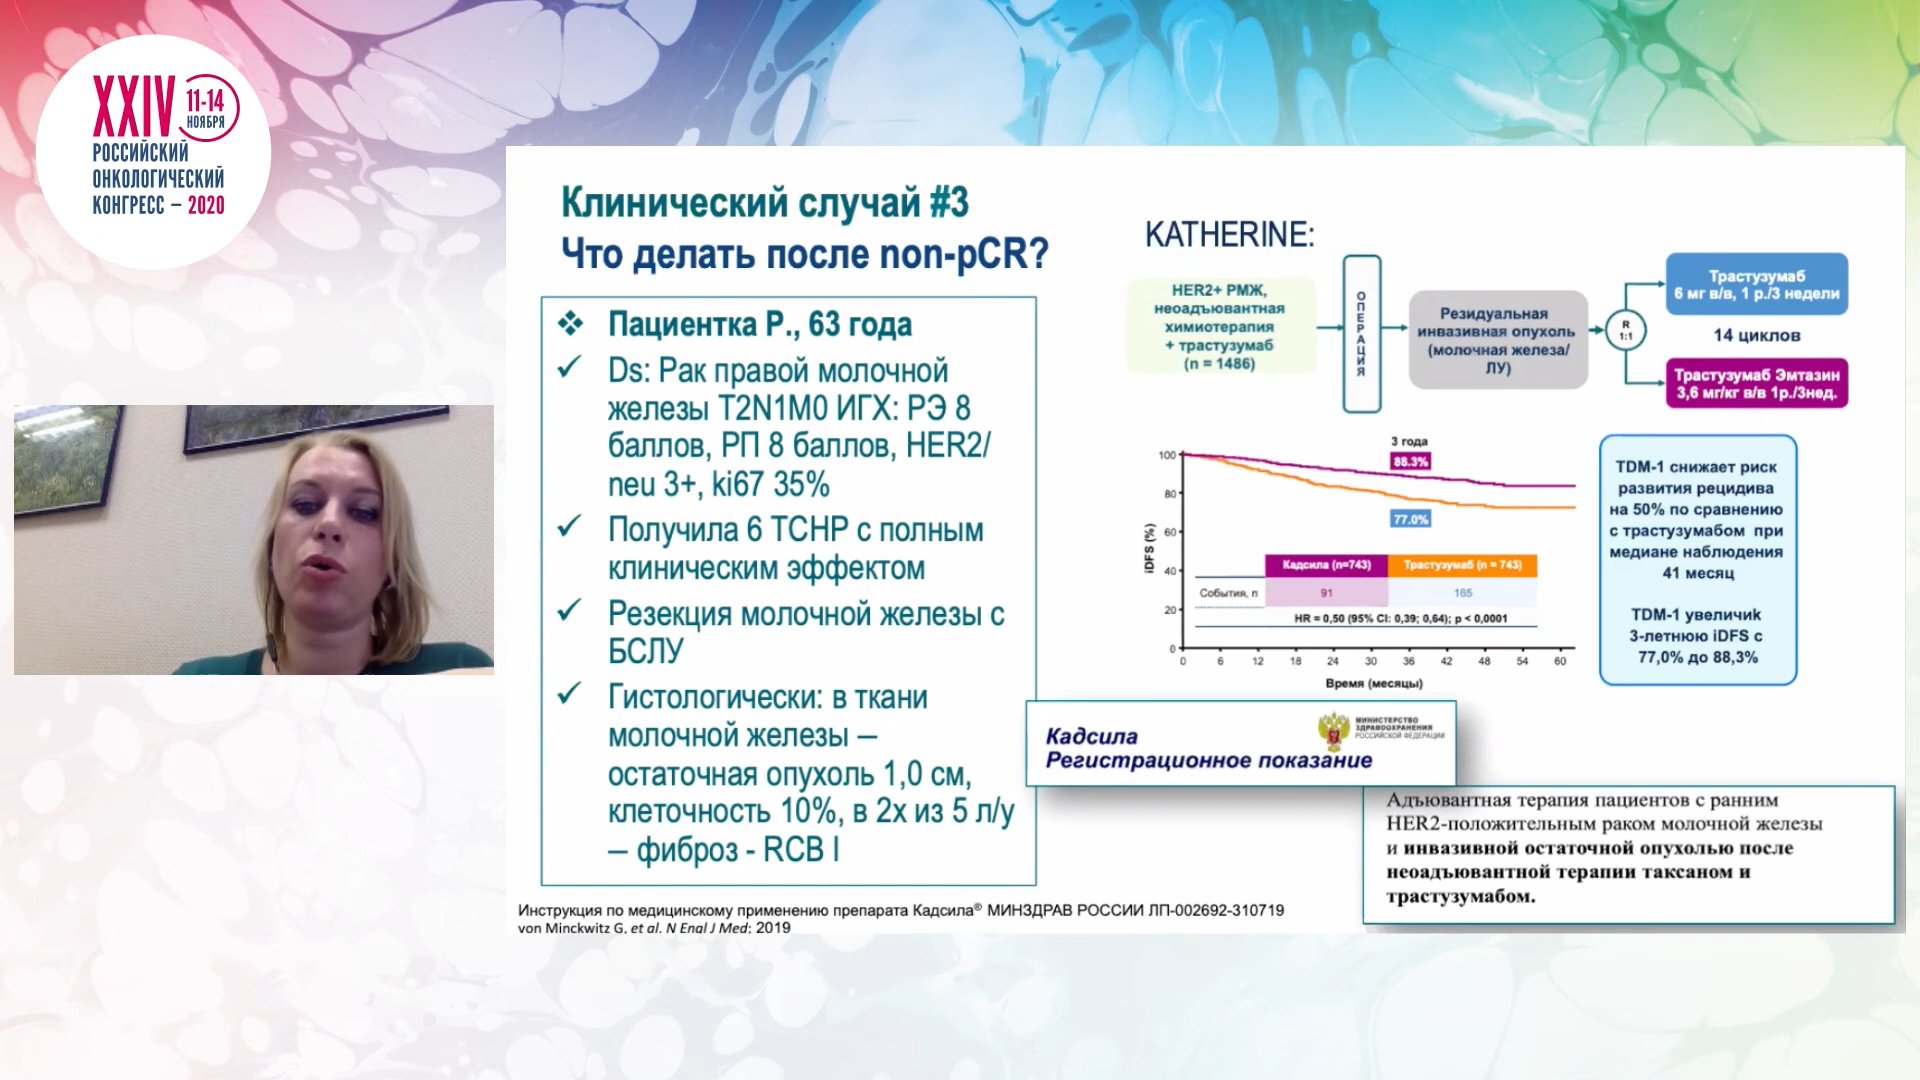 XXIV 11-14
НОЯБРЯ
РОССИЙСКИЙ
ОНКОЛОГИЧЕСКИЙ
КОНГРЕСС – 2020
Клинический случай #3
Что делать после non-pCR?
❖ Пациентка Р., 63 года
✓ Ds: Рак правой молочной
железы T2N1M0 ИГХ: РЭ 8
баллов, РП 8 баллов, HER2/
neu 3+, ki67 35%
✓ Получила 6 ТСНР с полным
клиническим эффектом
✓ Резекция молочной железы с
БСЛУ
✓ Гистологически: в ткани
молочной железы —
остаточная опухоль 1,0 см,
клеточность 10%, в 2х из 5 л/у
— фиброз - RCB I
KATHERINE:
HER2+ РМЖ,
неоадъювантная
химиотерапия
+ трастузумаб
(n = 1486)
ОПЕРАЦИЯ
Резидуальная
инвазивная опухоль
(молочная железа/
ЛУ)
R
1:1
Трастузумаб
6 мг в/в, 1 р./3 недели
14 циклов
Трастузумаб Эмтазин
3,6 мг/кг в/в 1р./3нед.
3 года
88.3%
77.0%
iDFS (%)
100
80
60
40
20
0
Кадсила (n=743) Трастузумаб (n = 743)
События, n 91 165
HR = 0,50 (95% CI: 0,39; 0,64); p < 0,0001
0 6 12 18 24 30 36 42 48 54 60
Время (месяцы)
TDM-1 снижает риск
развития рецидива
на 50% по сравнению
с трастузумабом при
медиане наблюдения
41 месяц
TDM-1 увеличиk
3-летнюю iDFS с
77,0% до 88,3%
Кадсила
Регистрационное показание
МИНИСТЕРСТВО
ЗДРАВООХРАНЕНИЯ
РОССИЙСКОЙ ФЕДЕРАЦИИ
Адъювантная терапия пациентов с ранним
HER2-положительным раком молочной железы
и инвазивной остаточной опухолью после
неоадъювантной терапии таксаном и
трастузумабом.
Инструкция по медицинскому применению препарата Кадсила® МИНЗДРАВ РОССИИ ЛП-002692-310719
von Minckwitz G, et al. N Engl J Med; 2019